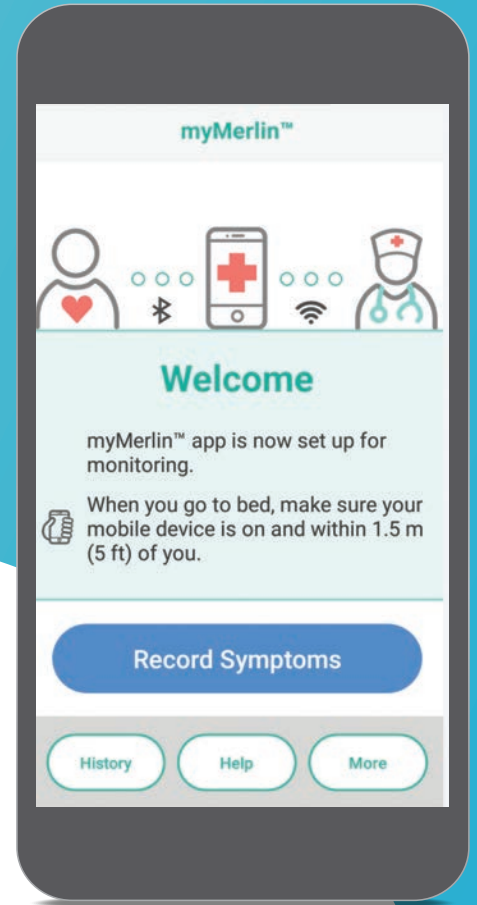 myMerlin™
Welcome
myMerlin™ app is now set up for
monitoring.
When you go to bed, make sure your
mobile device is on and within 1.5 m
(5 ft) of you.
Record Symptoms
History
Help
More